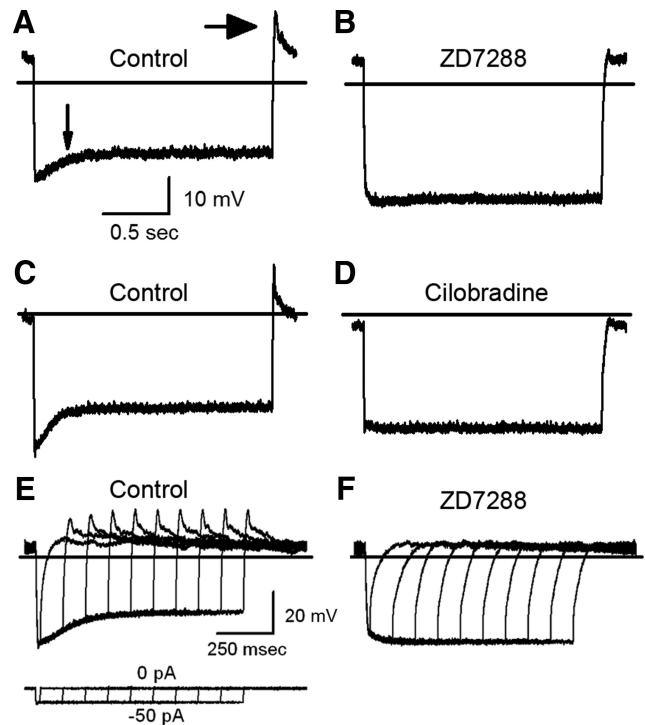 A
Control
B
ZD7288
10 mV
0.5 sec
C
Control
D
Cilobradine
E
Control
F
ZD7288
20 mV
250 msec
0 pA
-50 pA